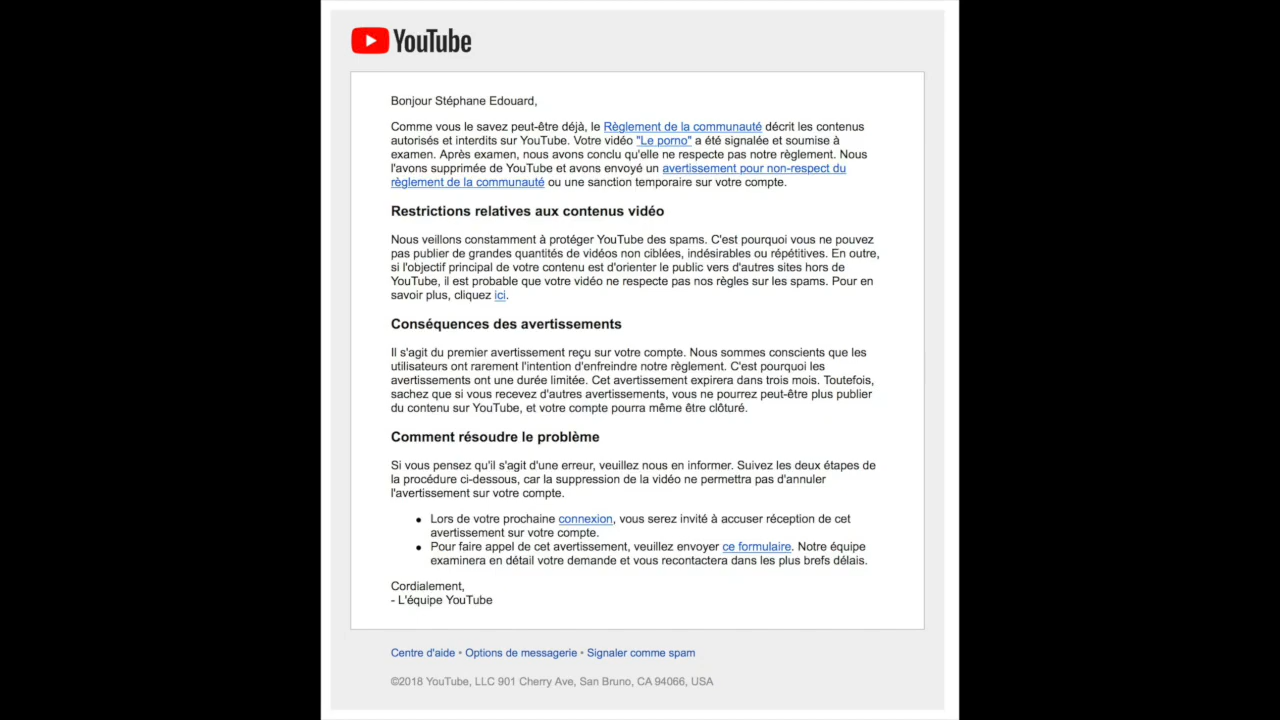 YouTube
Bonjour Stéphane Edouard,
Comme vous le savez peut-être déjà, le Règlement de la communauté décrit les contenus
autorisés et interdits sur YouTube. Votre vidéo "Le porno" a été signalée et soumise à
examen. Après examen, nous avons conclu qu'elle ne respecte pas notre règlement. Nous
l'avons supprimée de YouTube et avons envoyé un avertissement pour non-respect du
règlement de la communauté ou une sanction temporaire sur votre compte.
Restrictions relatives aux contenus vidéo
Nous veillons constamment à protéger YouTube des spams. C'est pourquoi vous ne pouvez
pas publier de grandes quantités de vidéos non ciblées, indésirables ou répétitives. En outre,
si l'objectif principal de votre contenu est d'orienter le public vers d'autres sites hors de
YouTube, il est probable que votre vidéo ne respecte pas nos règles sur les spams. Pour en
savoir plus, cliquez ici.
Conséquences des avertissements
Il s'agit du premier avertissement reçu sur votre compte. Nous sommes conscients que les
utilisateurs ont rarement l'intention d'enfreindre notre règlement. C'est pourquoi les
avertissements ont une durée limitée. Cet avertissement expirera dans trois mois. Toutefois,
sachez que si vous recevez d'autres avertissements, vous ne pourrez peut-être plus publier
du contenu sur YouTube, et votre compte pourra même être clôturé.
Comment résoudre le problème
Si vous pensez qu'il s'agit d'une erreur, veuillez nous en informer. Suivez les deux étapes de
la procédure ci-dessous, car la suppression de la vidéo ne permettra pas d'annuler
l'avertissement sur votre compte.
• Lors de votre prochaine connexion, vous serez invité à accuser réception de cet
avertissement sur votre compte.
• Pour faire appel de cet avertissement, veuillez envoyer ce formulaire. Notre équipe
examinera en détail votre demande et vous recontactera dans les plus brefs délais.
Cordialement,
- L'équipe YouTube
Centre d'aide • Options de messagerie • Signaler comme spam
©2018 YouTube, LLC 901 Cherry Ave, San Bruno, CA 94066, USA